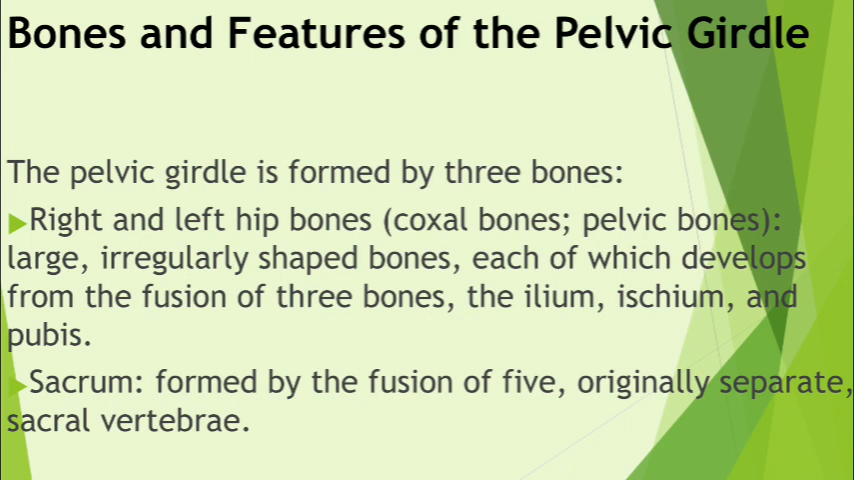 Bones and Features of the Pelvic Girdle
The pelvic girdle is formed by three bones:
Right and left hip bones (coxal bones; pelvic bones):
large, irregularly shaped bones, each of which develops
from the fusion of three bones, the ilium, ischium, and
pubis.
Sacrum: formed by the fusion of five, originally separate,
sacral vertebrae.